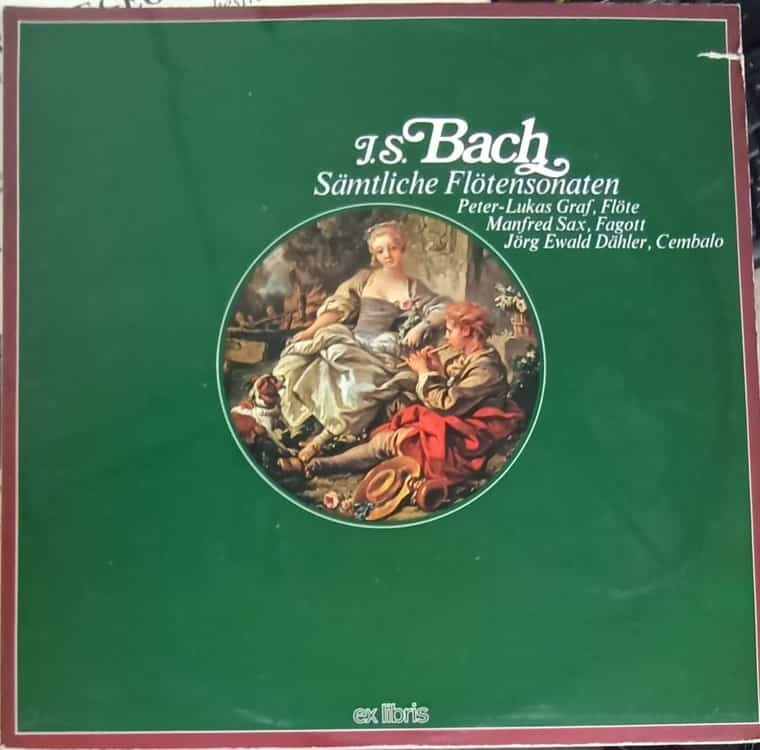 J.S. Bach
Sämtliche Flötensonaten
Peter-Lukas Graf, Flöte
Manfred Sax, Fagott
Jörg Ewald Dähler, Cembalo
ex libris